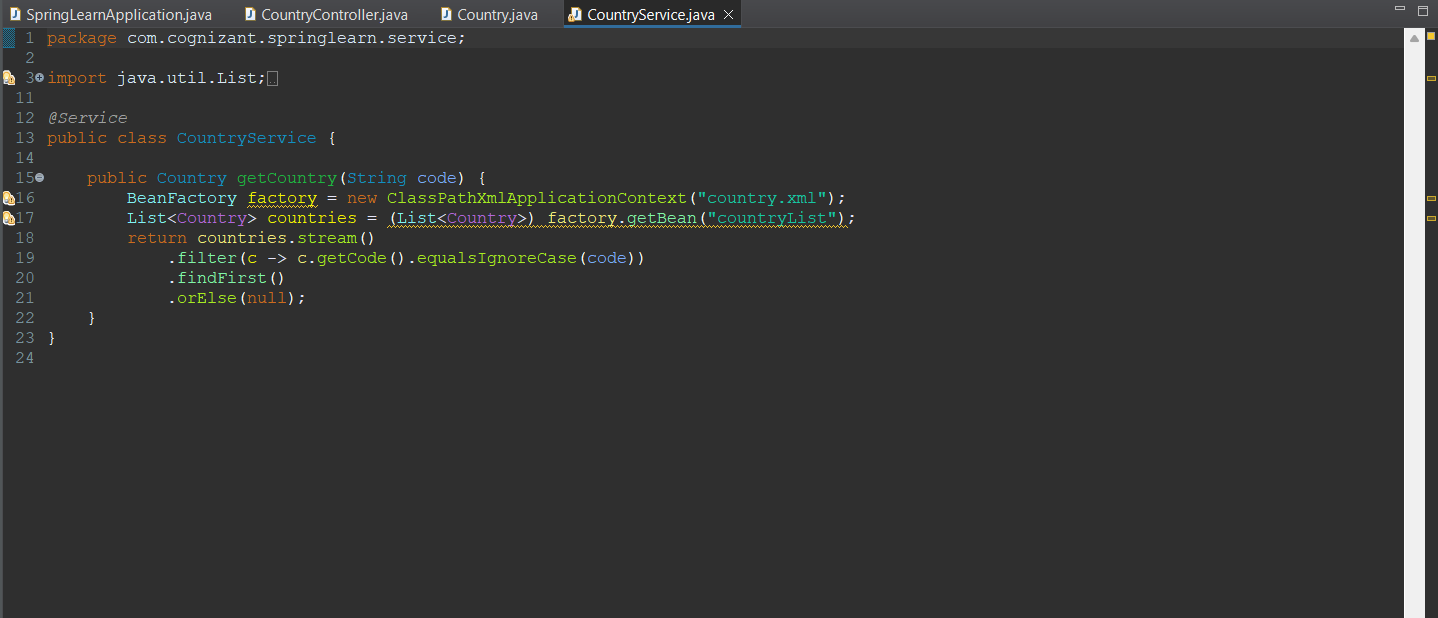 SpringLearnApplication.java CountryController.java Country.java CountryService.java
1 package com.cognizant.springlearn.service;
2
3 import java.util.List;
11
12 @Service
13 public class CountryService {
14
15 public Country getCountry(String code) {
16 BeanFactory factory = new ClassPathXmlApplicationContext("country.xml");
17 List<Country> countries = (List<Country>) factory.getBean("countryList");
18 return countries.stream()
19 .filter(c -> c.getCode().equalsIgnoreCase(code))
20 .findFirst()
21 .orElse(null);
22 }
23 }
24